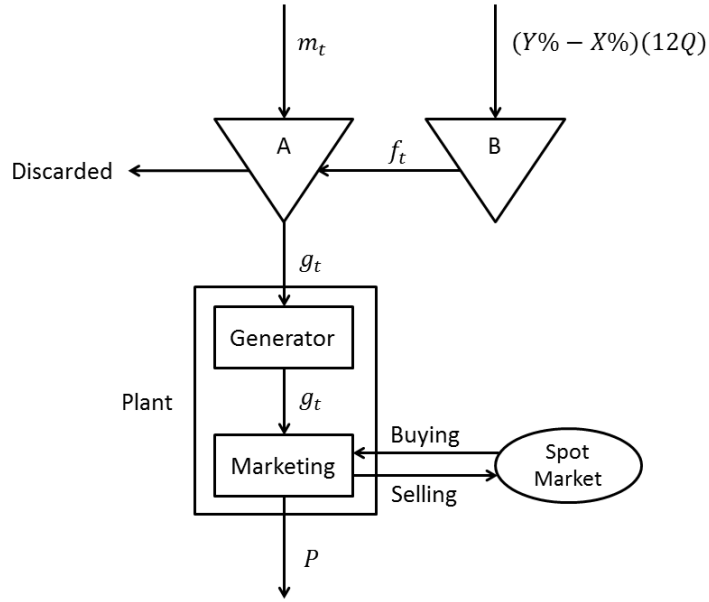 m_t
(Y% − X%)(12Q)
A
B
f_t
Discarded
g_t
Generator
Plant
g_t
Buying
Marketing
Spot
Market
Selling
P